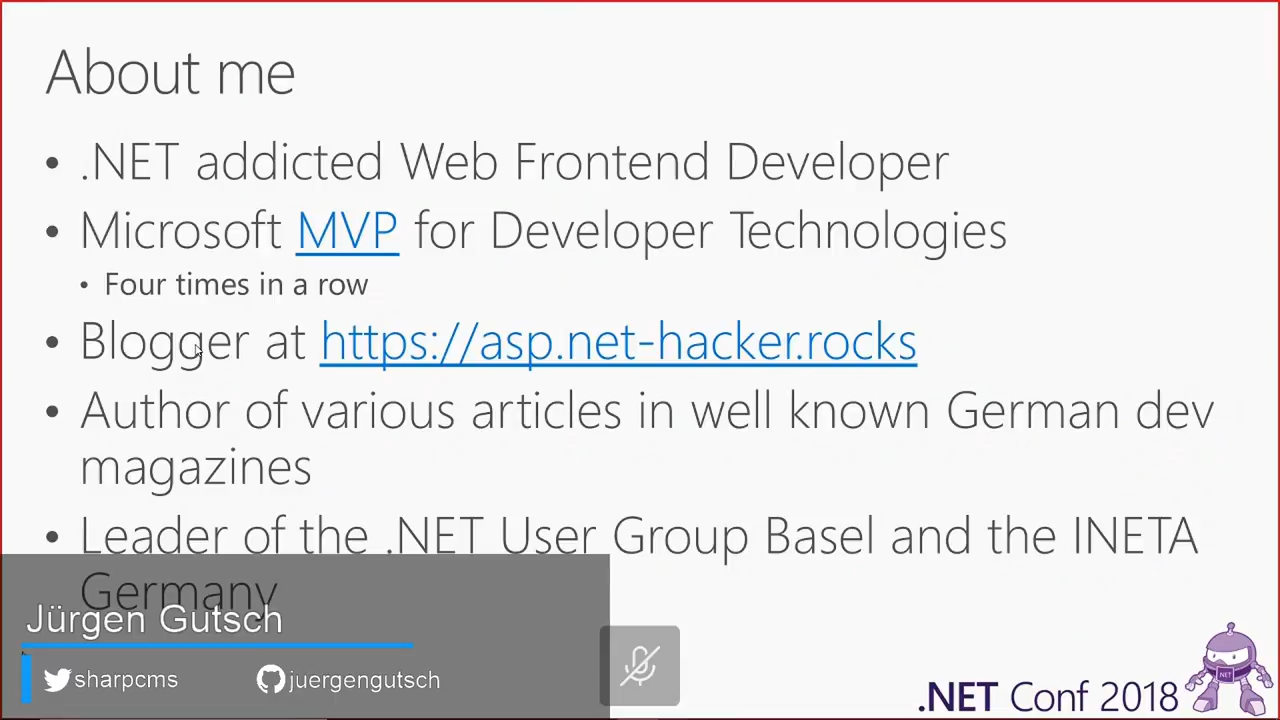 About me
• .NET addicted Web Frontend Developer
• Microsoft MVP for Developer Technologies
• Four times in a row
• Blogger at https://asp.net-hacker.rocks
• Author of various articles in well known German dev
magazines
• Leader of the .NET User Group Basel and the INETA
Germany
Jürgen Gutsch
sharpcms juergengutsch
.NET Conf 2018
NET